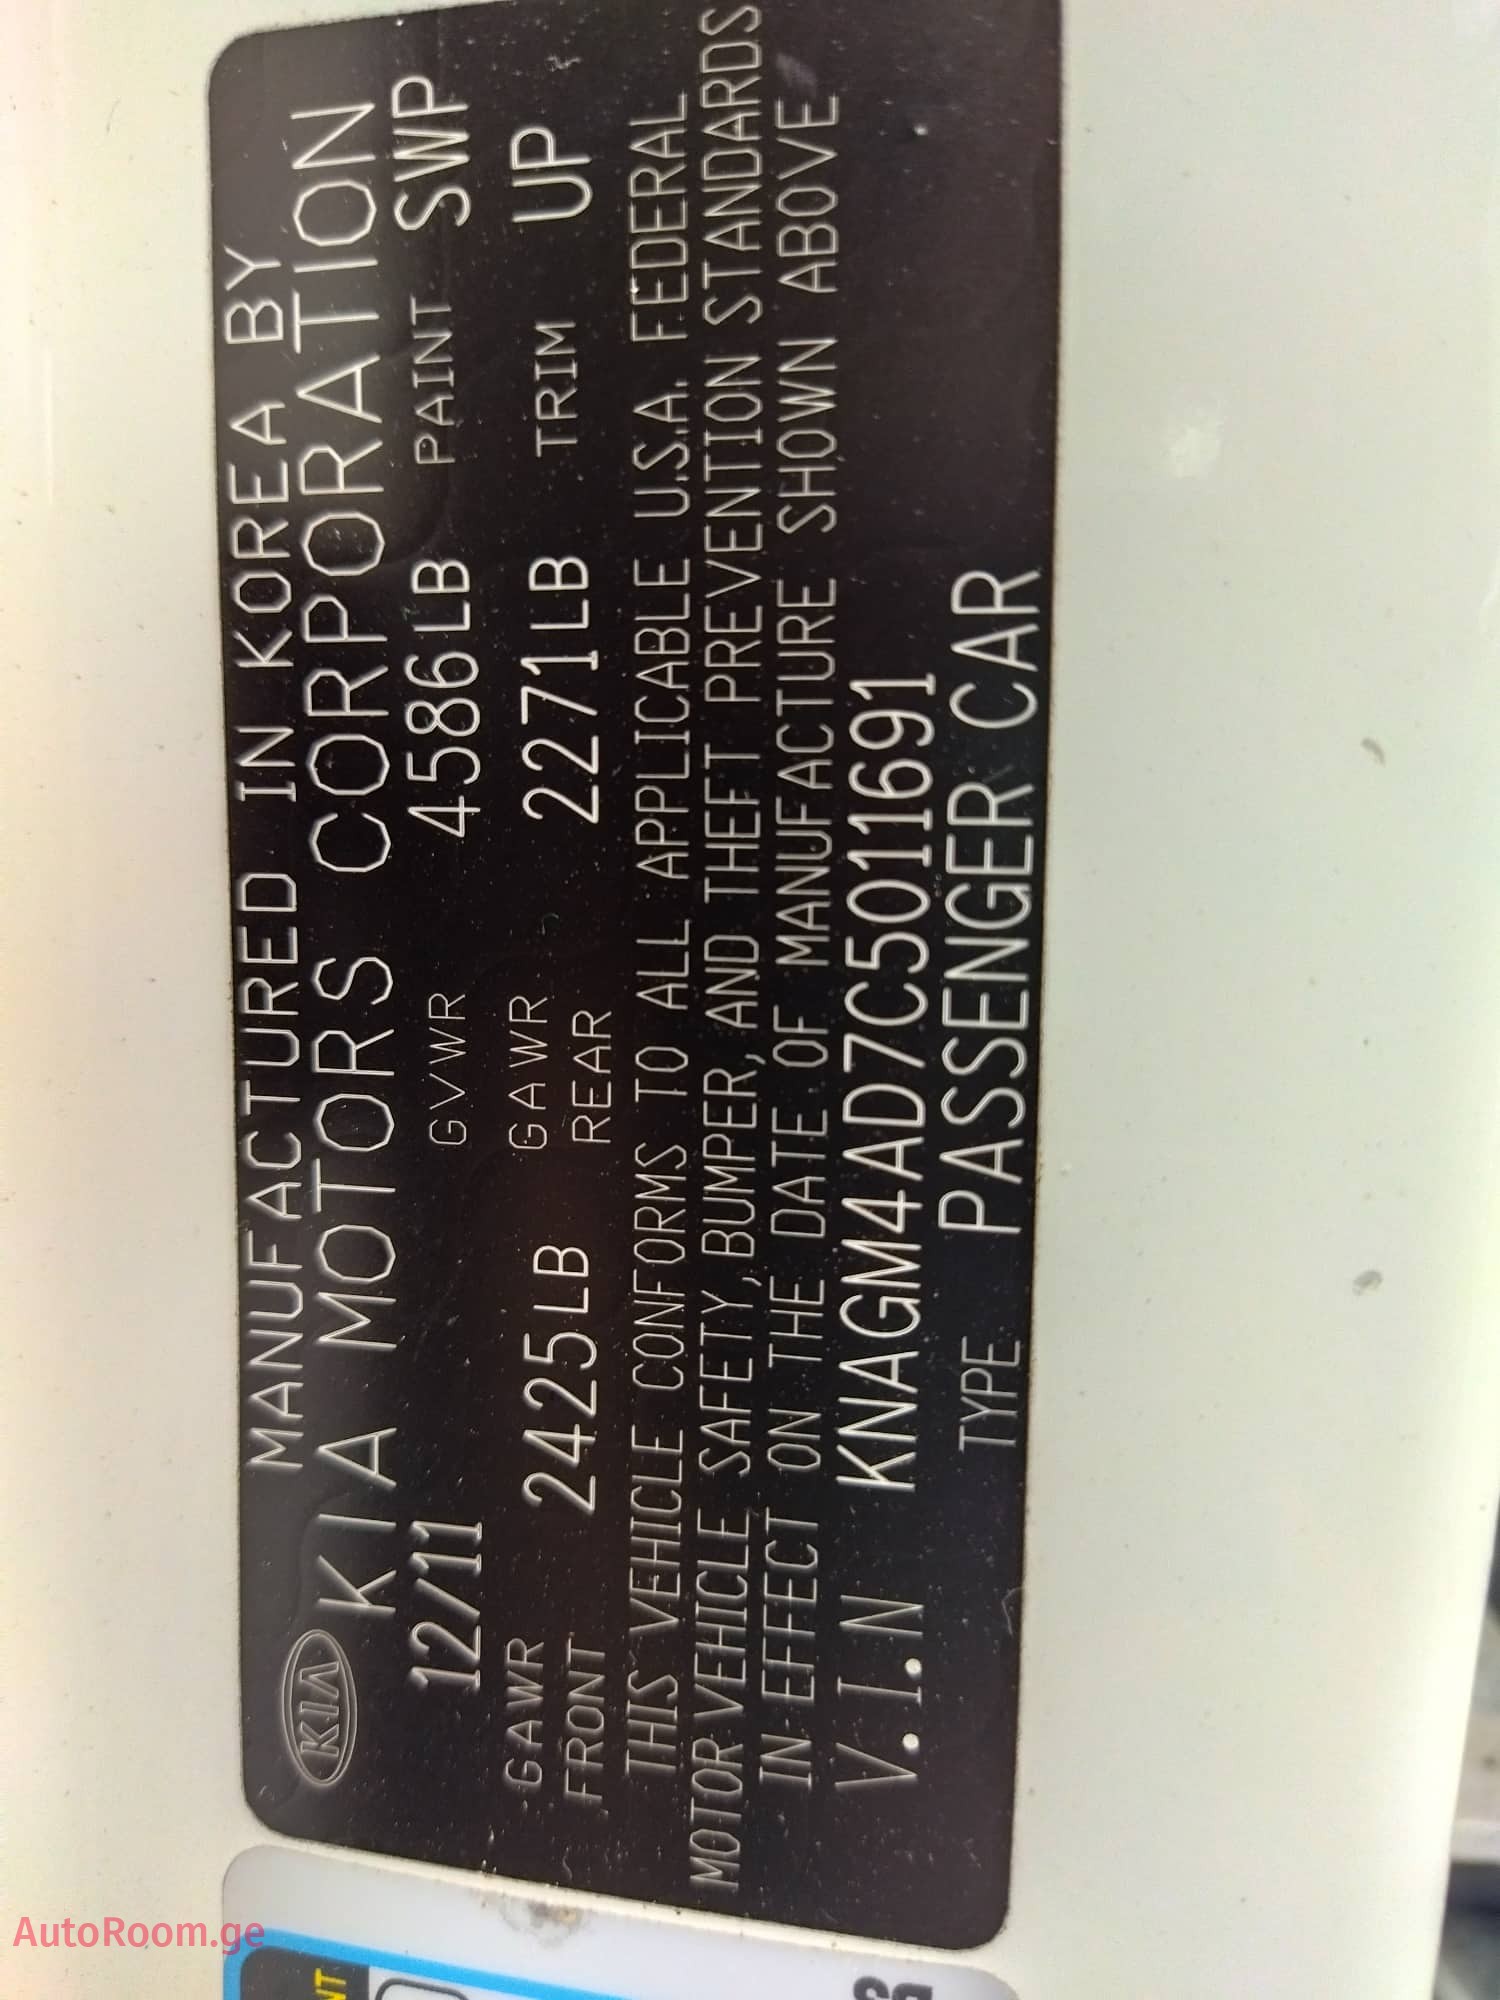 MANUFACTURED IN KOREA BY
KIA KIA MOTORS CORPORATION
12/11 GVWR 4586LB PAINT SWP
GAWR FRONT 2425LB GAWR REAR 2271LB TRIM UP
THIS VEHICLE CONFORMS TO ALL APPLICABLE U.S.A. FEDERAL
MOTOR VEHICLE SAFETY, BUMPER, AND THEFT PREVENTION STANDARDS
IN EFFECT ON THE DATE OF MANUFACTURE SHOWN ABOVE
V.I.N KNAGM4AD7C5011691
TYPE PASSENGER CAR
AutoRoom.ge